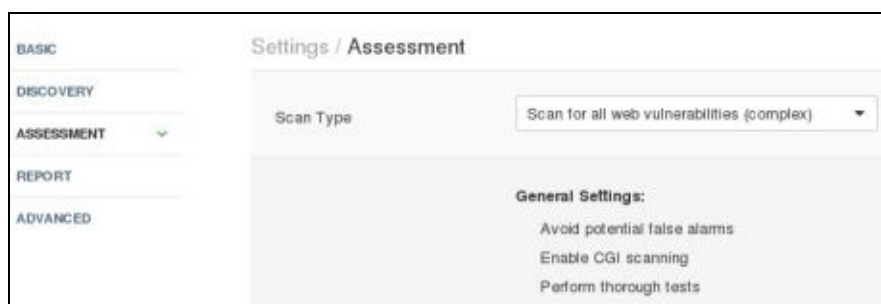 BASIC
DISCOVERY
ASSESSMENT
REPORT
ADVANCED
Settings / Assessment
Scan Type
Scan for all web vulnerabilities (complex)
General Settings:
Avoid potential false alarms
Enable CGI scanning
Perform thorough tests